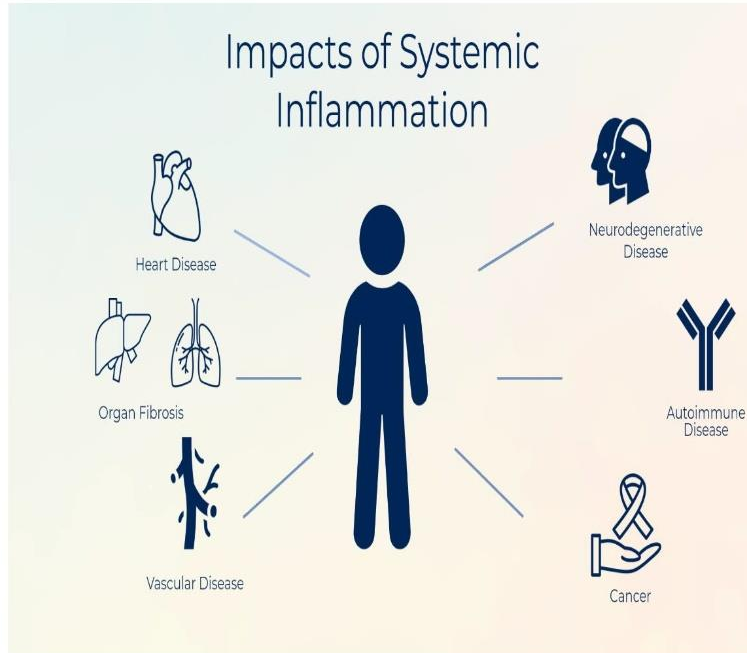 Impacts of Systemic
Inflammation
Heart Disease
Neurodegenerative
Disease
Organ Fibrosis
Autoimmune
Disease
Vascular Disease
Cancer